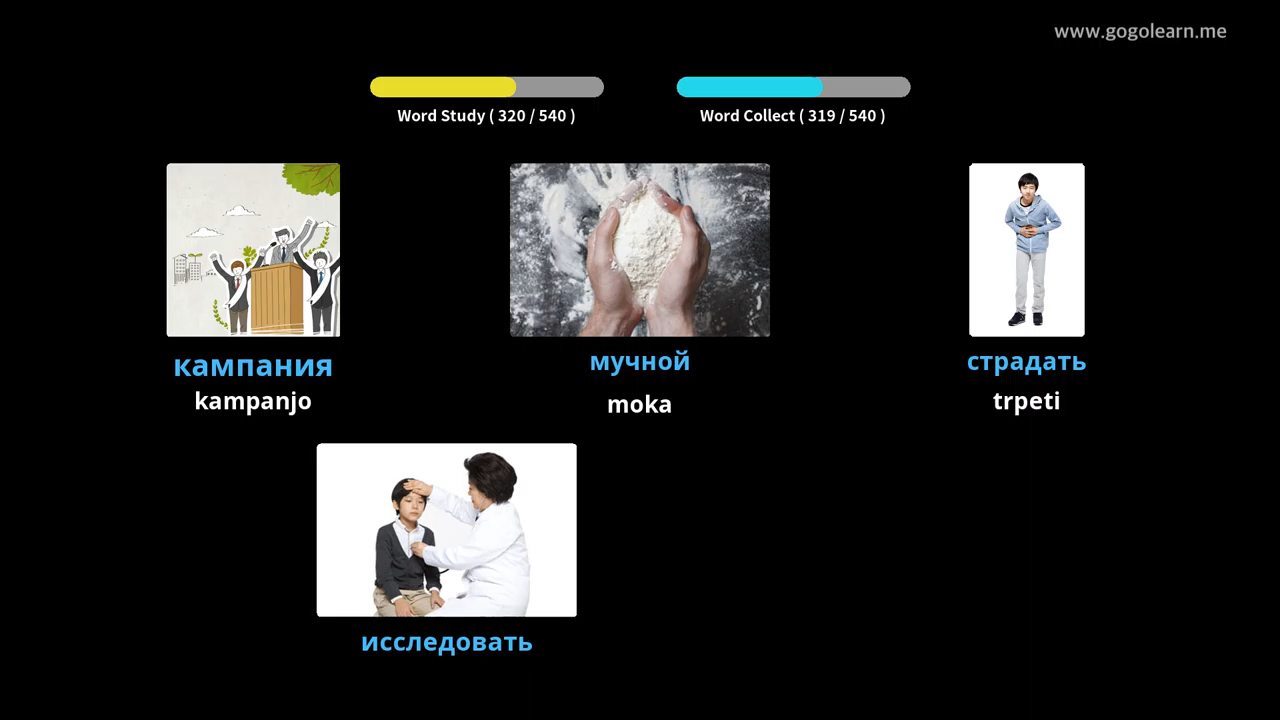 www.gogolearn.me
Word Study ( 320 / 540 )
Word Collect ( 319 / 540 )
кампания
kampanjo
мучной
moka
страдать
trpeti
исследовать